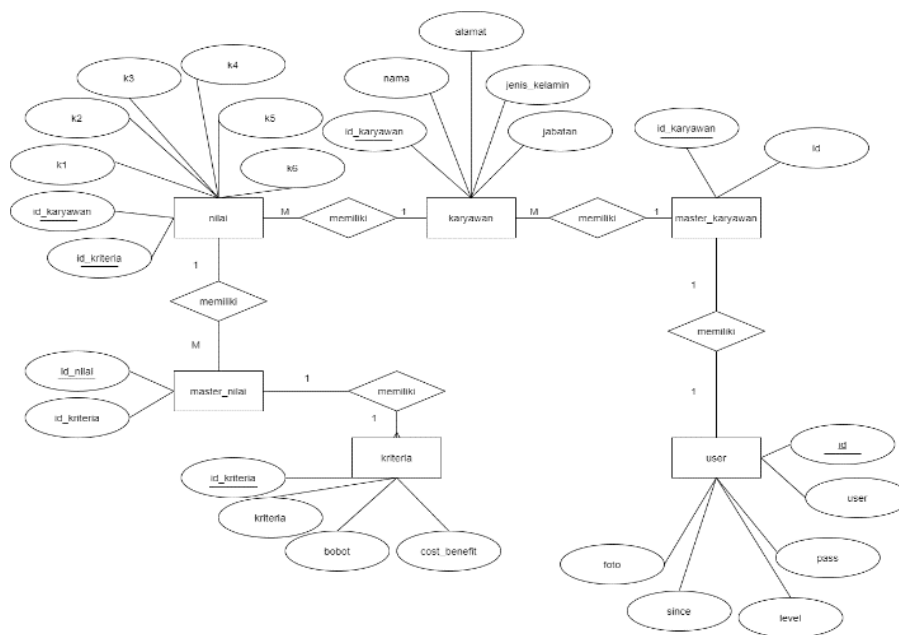 alamat
k4
k3
nama
jenis_kelamin
k2
k5
id_karyawan
jabatan
id_karyawan
k1
k6
id
id_karyawan
nilai
M
memiliki
1
karyawan
M
memiliki
1
master_karyawan
id_kriteria
1
1
memiliki
memiliki
M
id_nilai
master_nilai
1
memiliki
1
id_kriteria
1
kriteria
user
id
id_kriteria
user
kriteria
bobot
cost_benefit
foto
pass
since
level